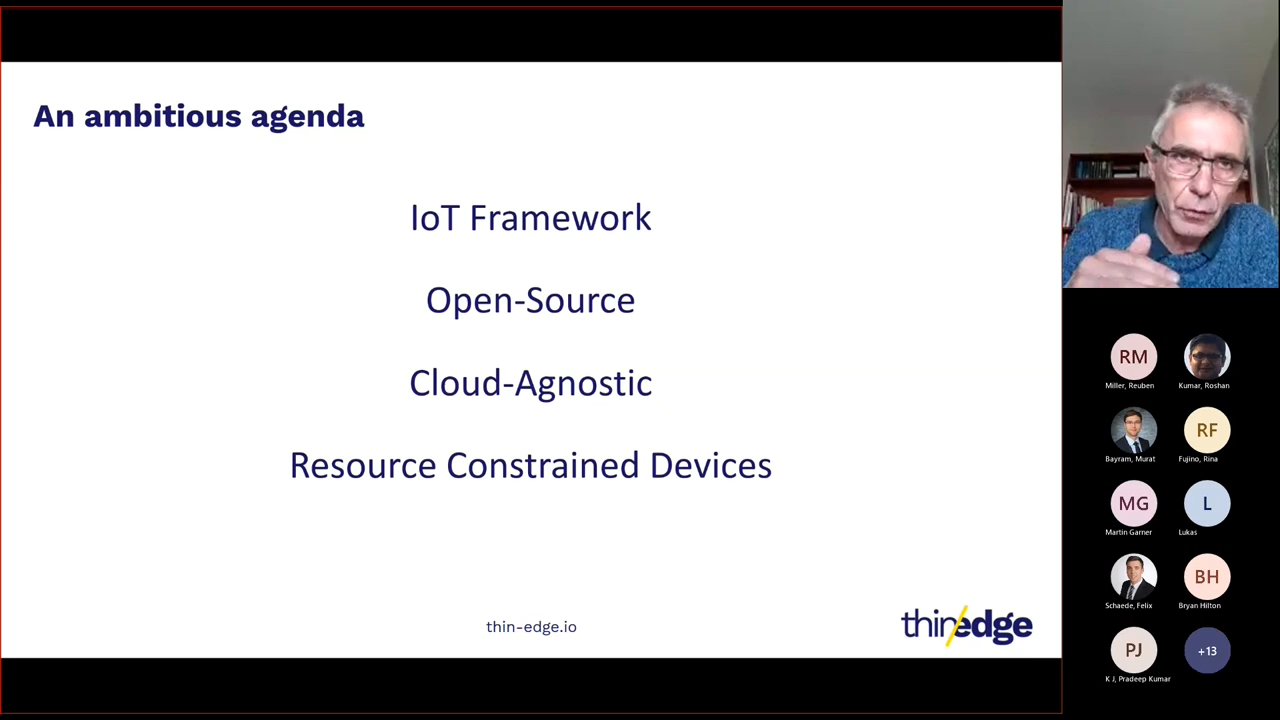 An ambitious agenda
IoT Framework
Open-Source
Cloud-Agnostic
Resource Constrained Devices
thin-edge.io
thin/edge
RM
Miller, Reuben
Kumar, Roshan
Bayram, Murat
RF
Fujino, Rina
MG
Martin Garner
L
Lukas
Schaede, Felix
BH
Bryan Hilton
PJ
K J, Pradeep Kumar
+13